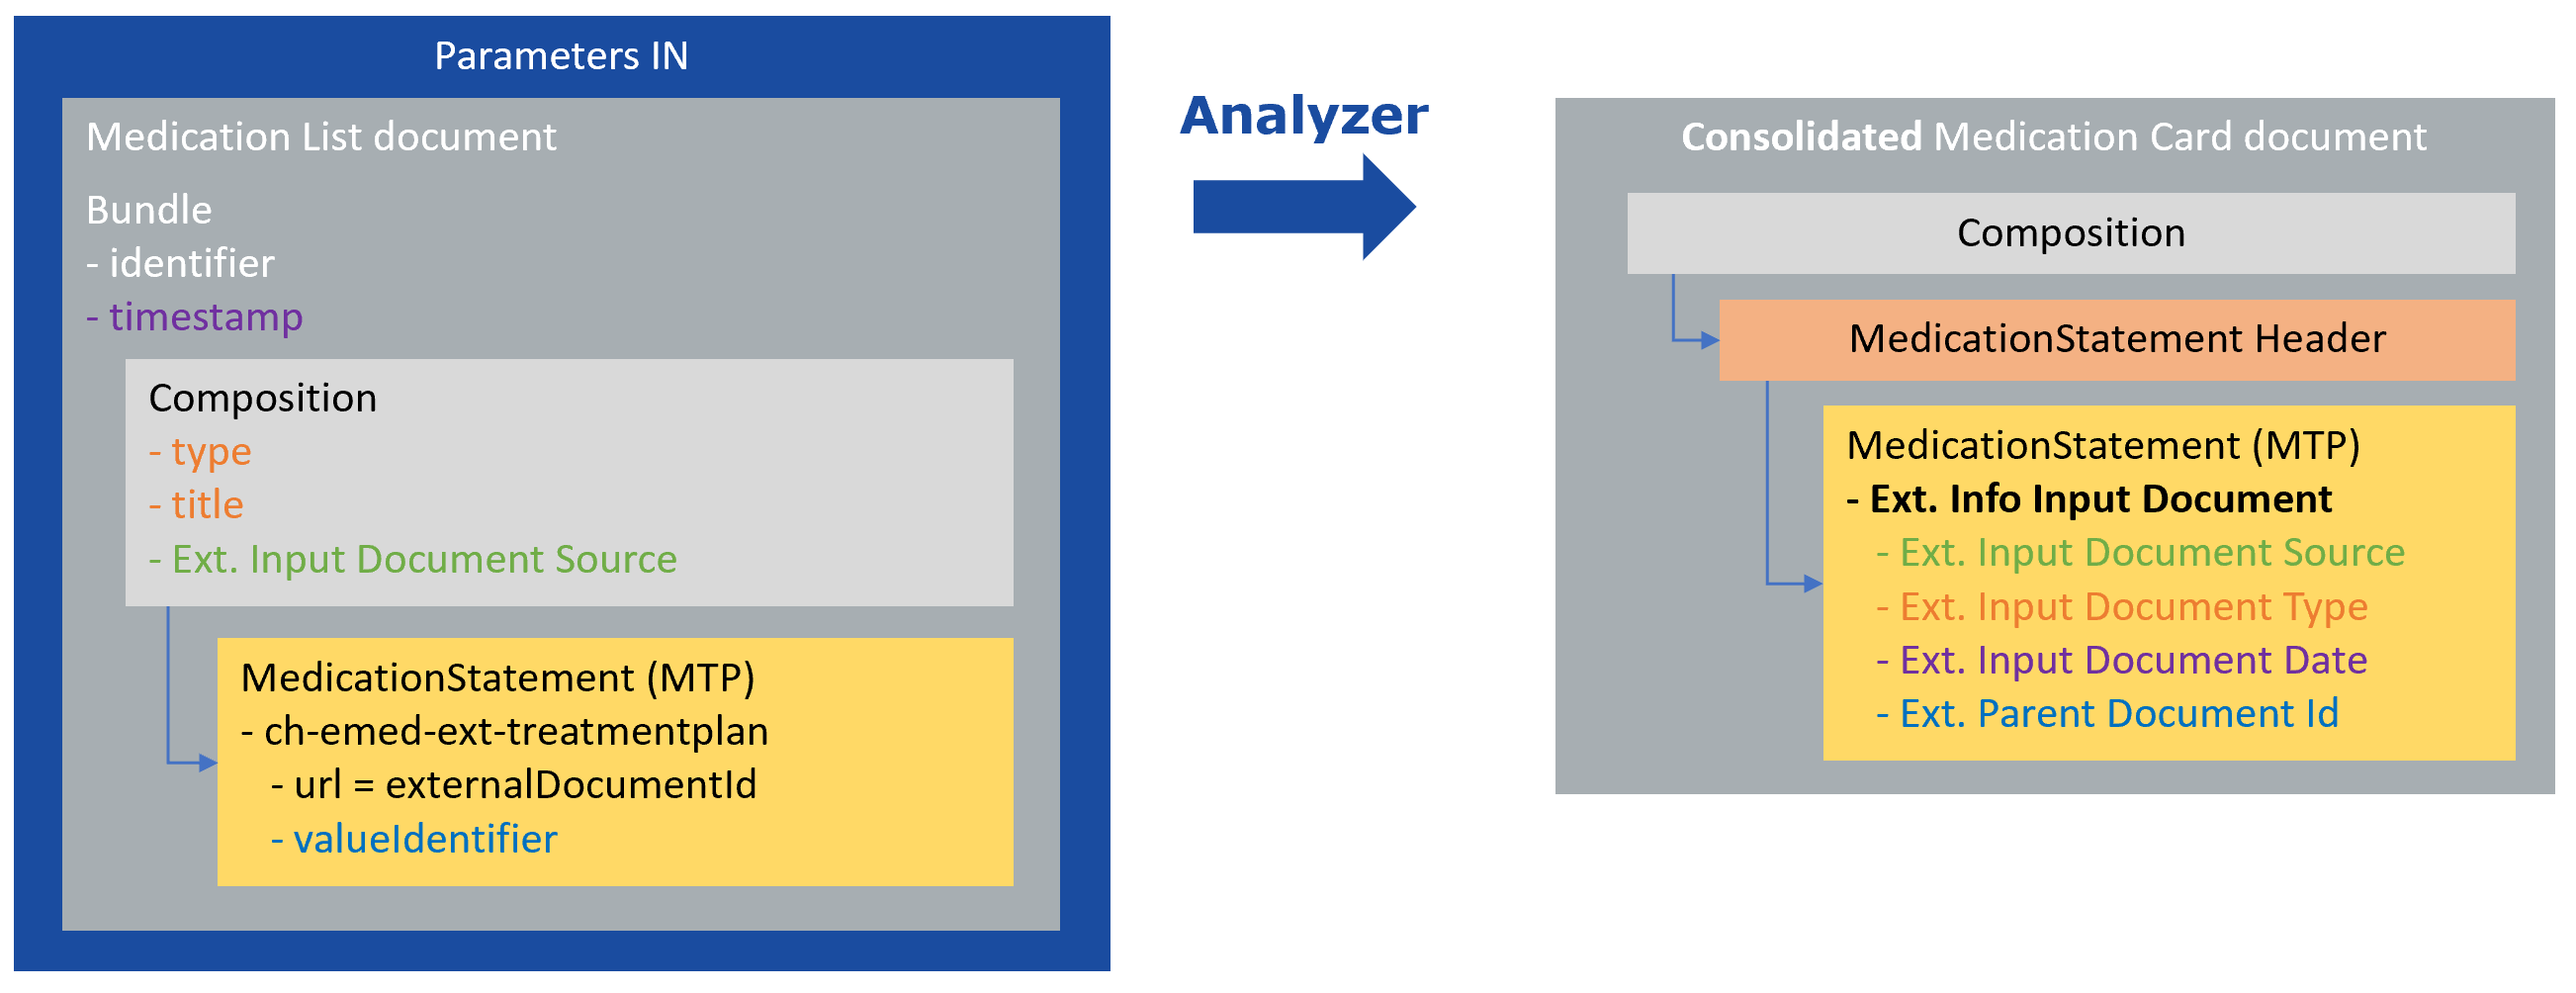 Parameters IN
Medication List document
Bundle
- identifier
- timestamp
Composition
- type
- title
- Ext. Input Document Source
MedicationStatement (MTP)
- ch-emed-ext-treatmentplan
- url = externalDocumentId
- valueIdentifier
Analyzer
Consolidated Medication Card document
Composition
MedicationStatement Header
MedicationStatement (MTP)
- Ext. Info Input Document
- Ext. Input Document Source
- Ext. Input Document Type
- Ext. Input Document Date
- Ext. Parent Document Id